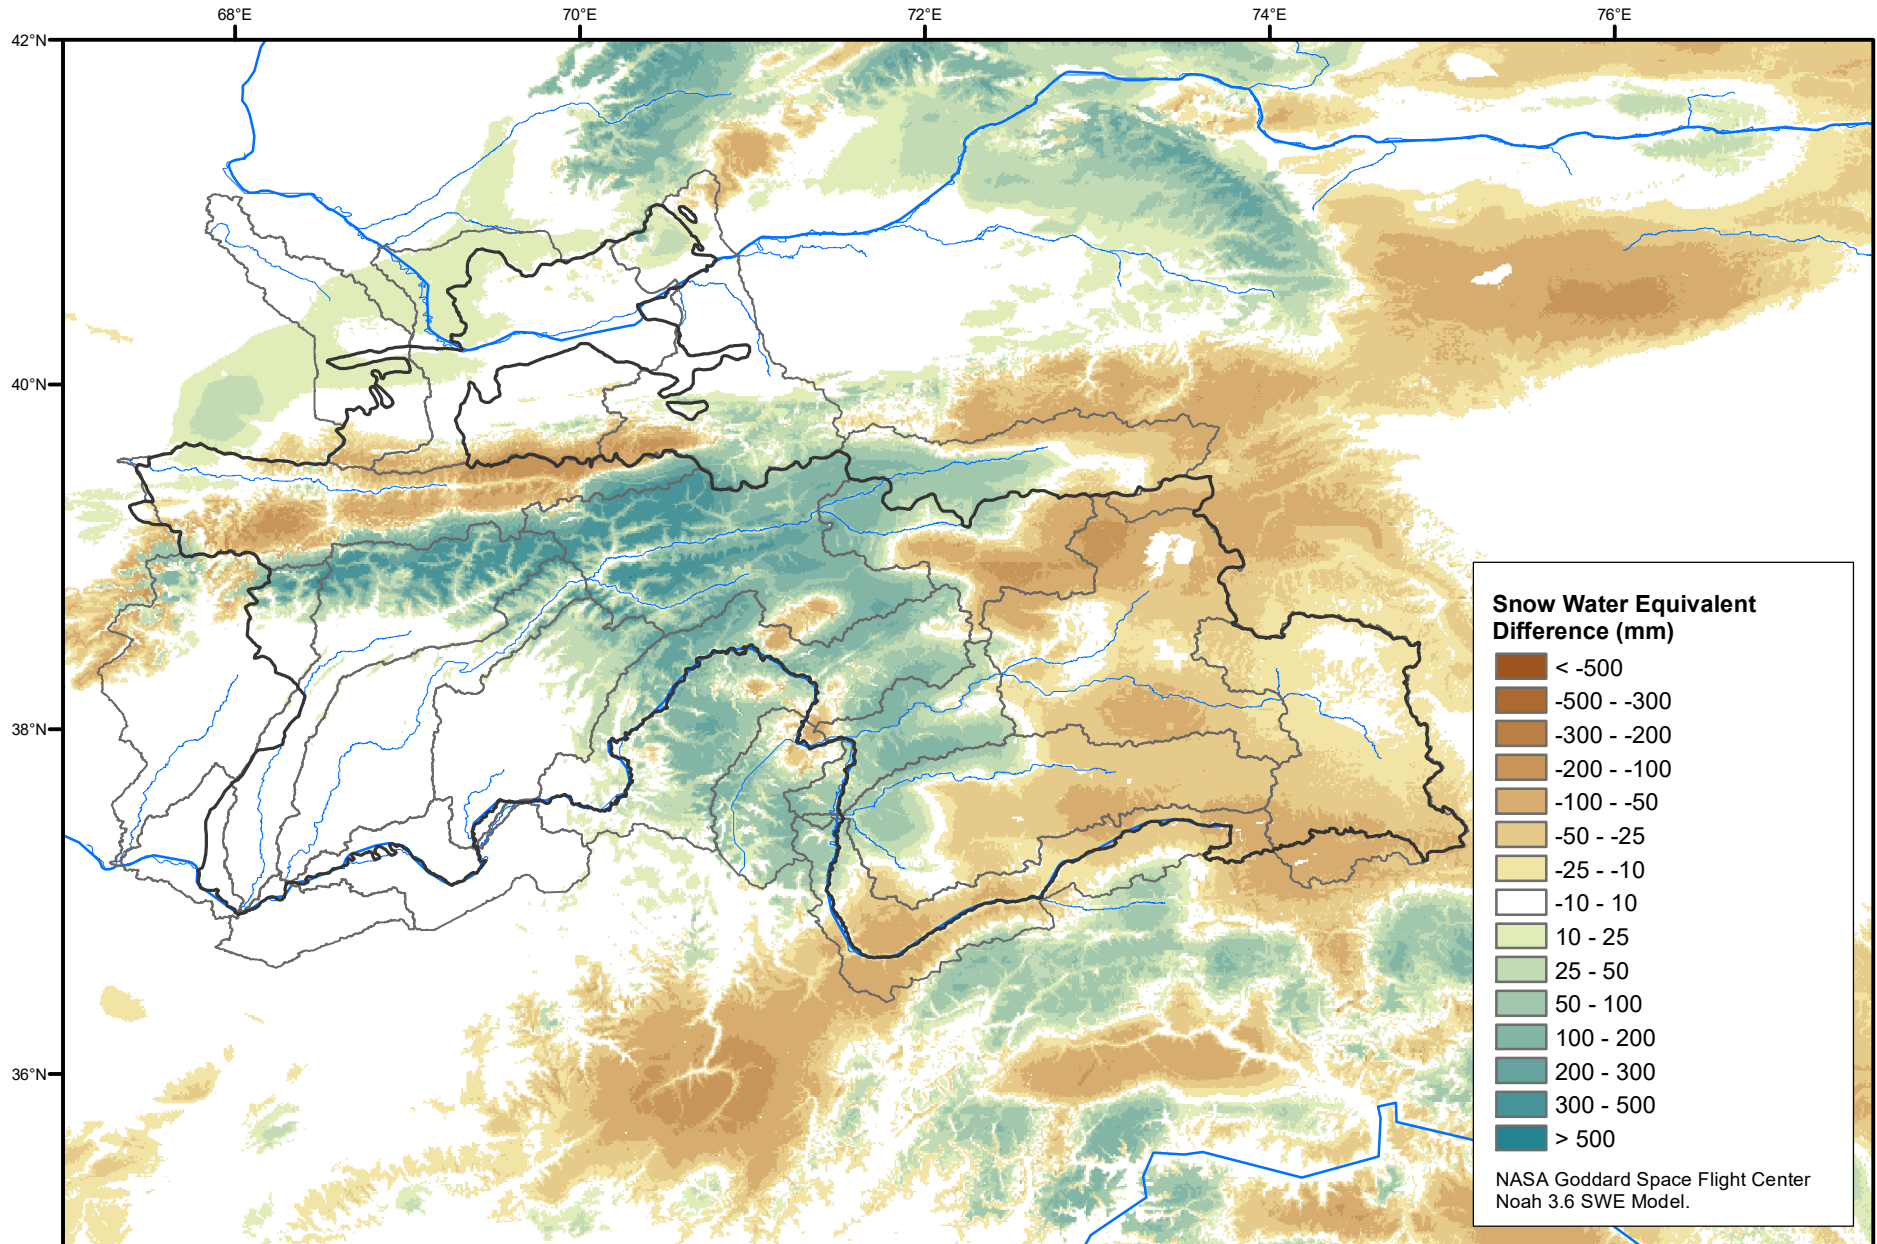 68°E 70°E 72°E 74°E 76°E
42°N
40°N
38°N
36°N
Snow Water Equivalent
Difference (mm)
< -500
-500 - -300
-300 - -200
-200 - -100
-100 - -50
-50 - -25
-25 - -10
-10 - 10
10 - 25
25 - 50
50 - 100
100 - 200
200 - 300
300 - 500
> 500
NASA Goddard Space Flight Center
Noah 3.6 SWE Model.